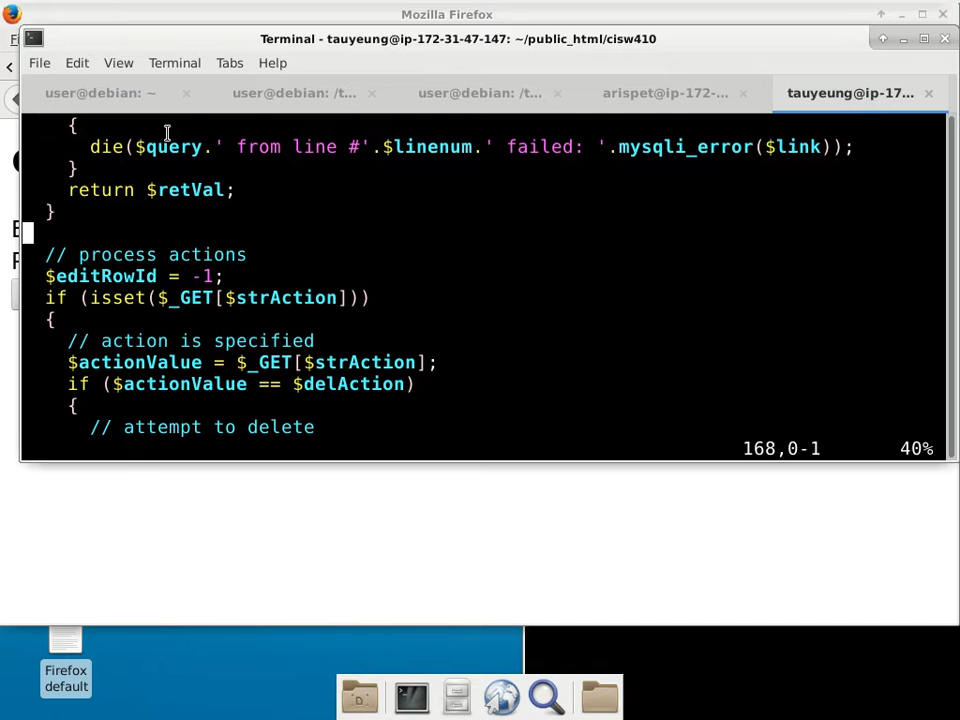 Mozilla Firefox
Terminal - tauyeung@ip-172-31-47-147: ~/public_html/cisw410
File Edit View Terminal Tabs Help
user@debian: ~ user@debian: /t... user@debian: /t... arispet@ip-172-... tauyeung@ip-17...
{
die($query.' from line #'.$linenum.' failed: '.mysqli_error($link));
}
return $retVal;
}
// process actions
$editRowId = -1;
if (isset($_GET[$strAction]))
{
// action is specified
$actionValue = $_GET[$strAction];
if ($actionValue == $delAction)
{
// attempt to delete
168,0-1 40%
Firefox
default